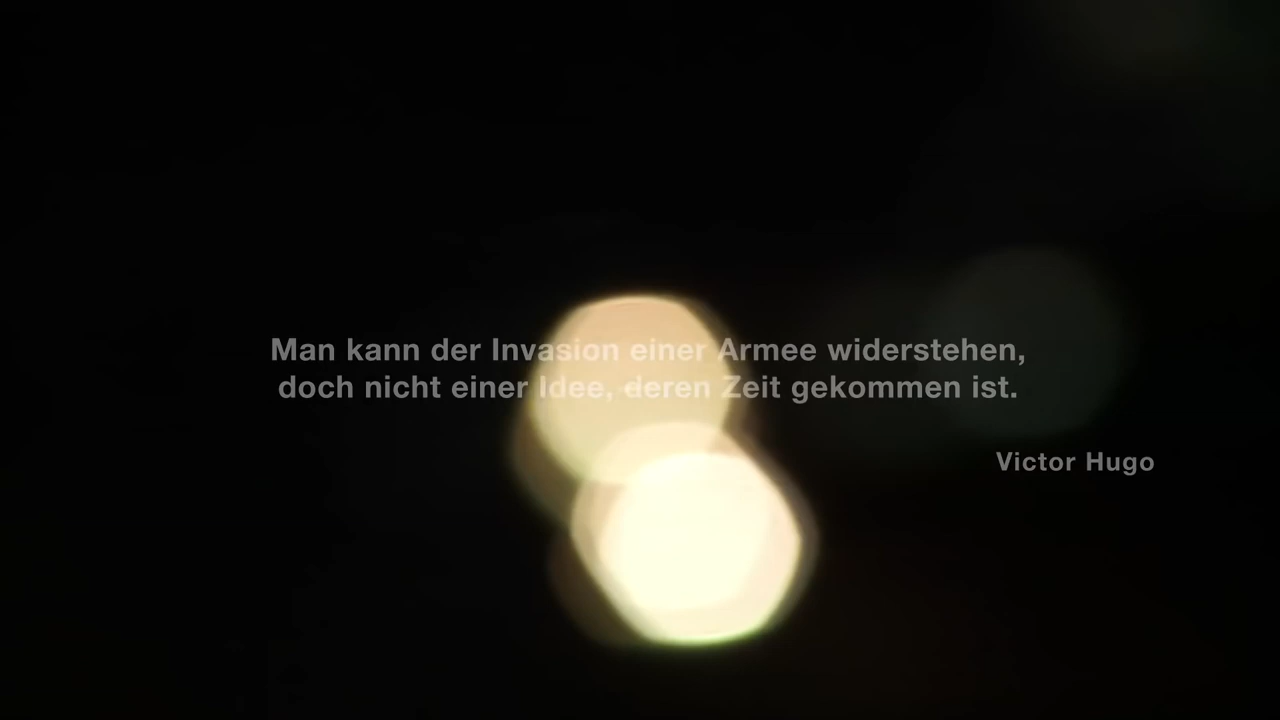 Man kann der Invasion einer Armee widerstehen,
doch nicht einer Idee, deren Zeit gekommen ist.
Victor Hugo